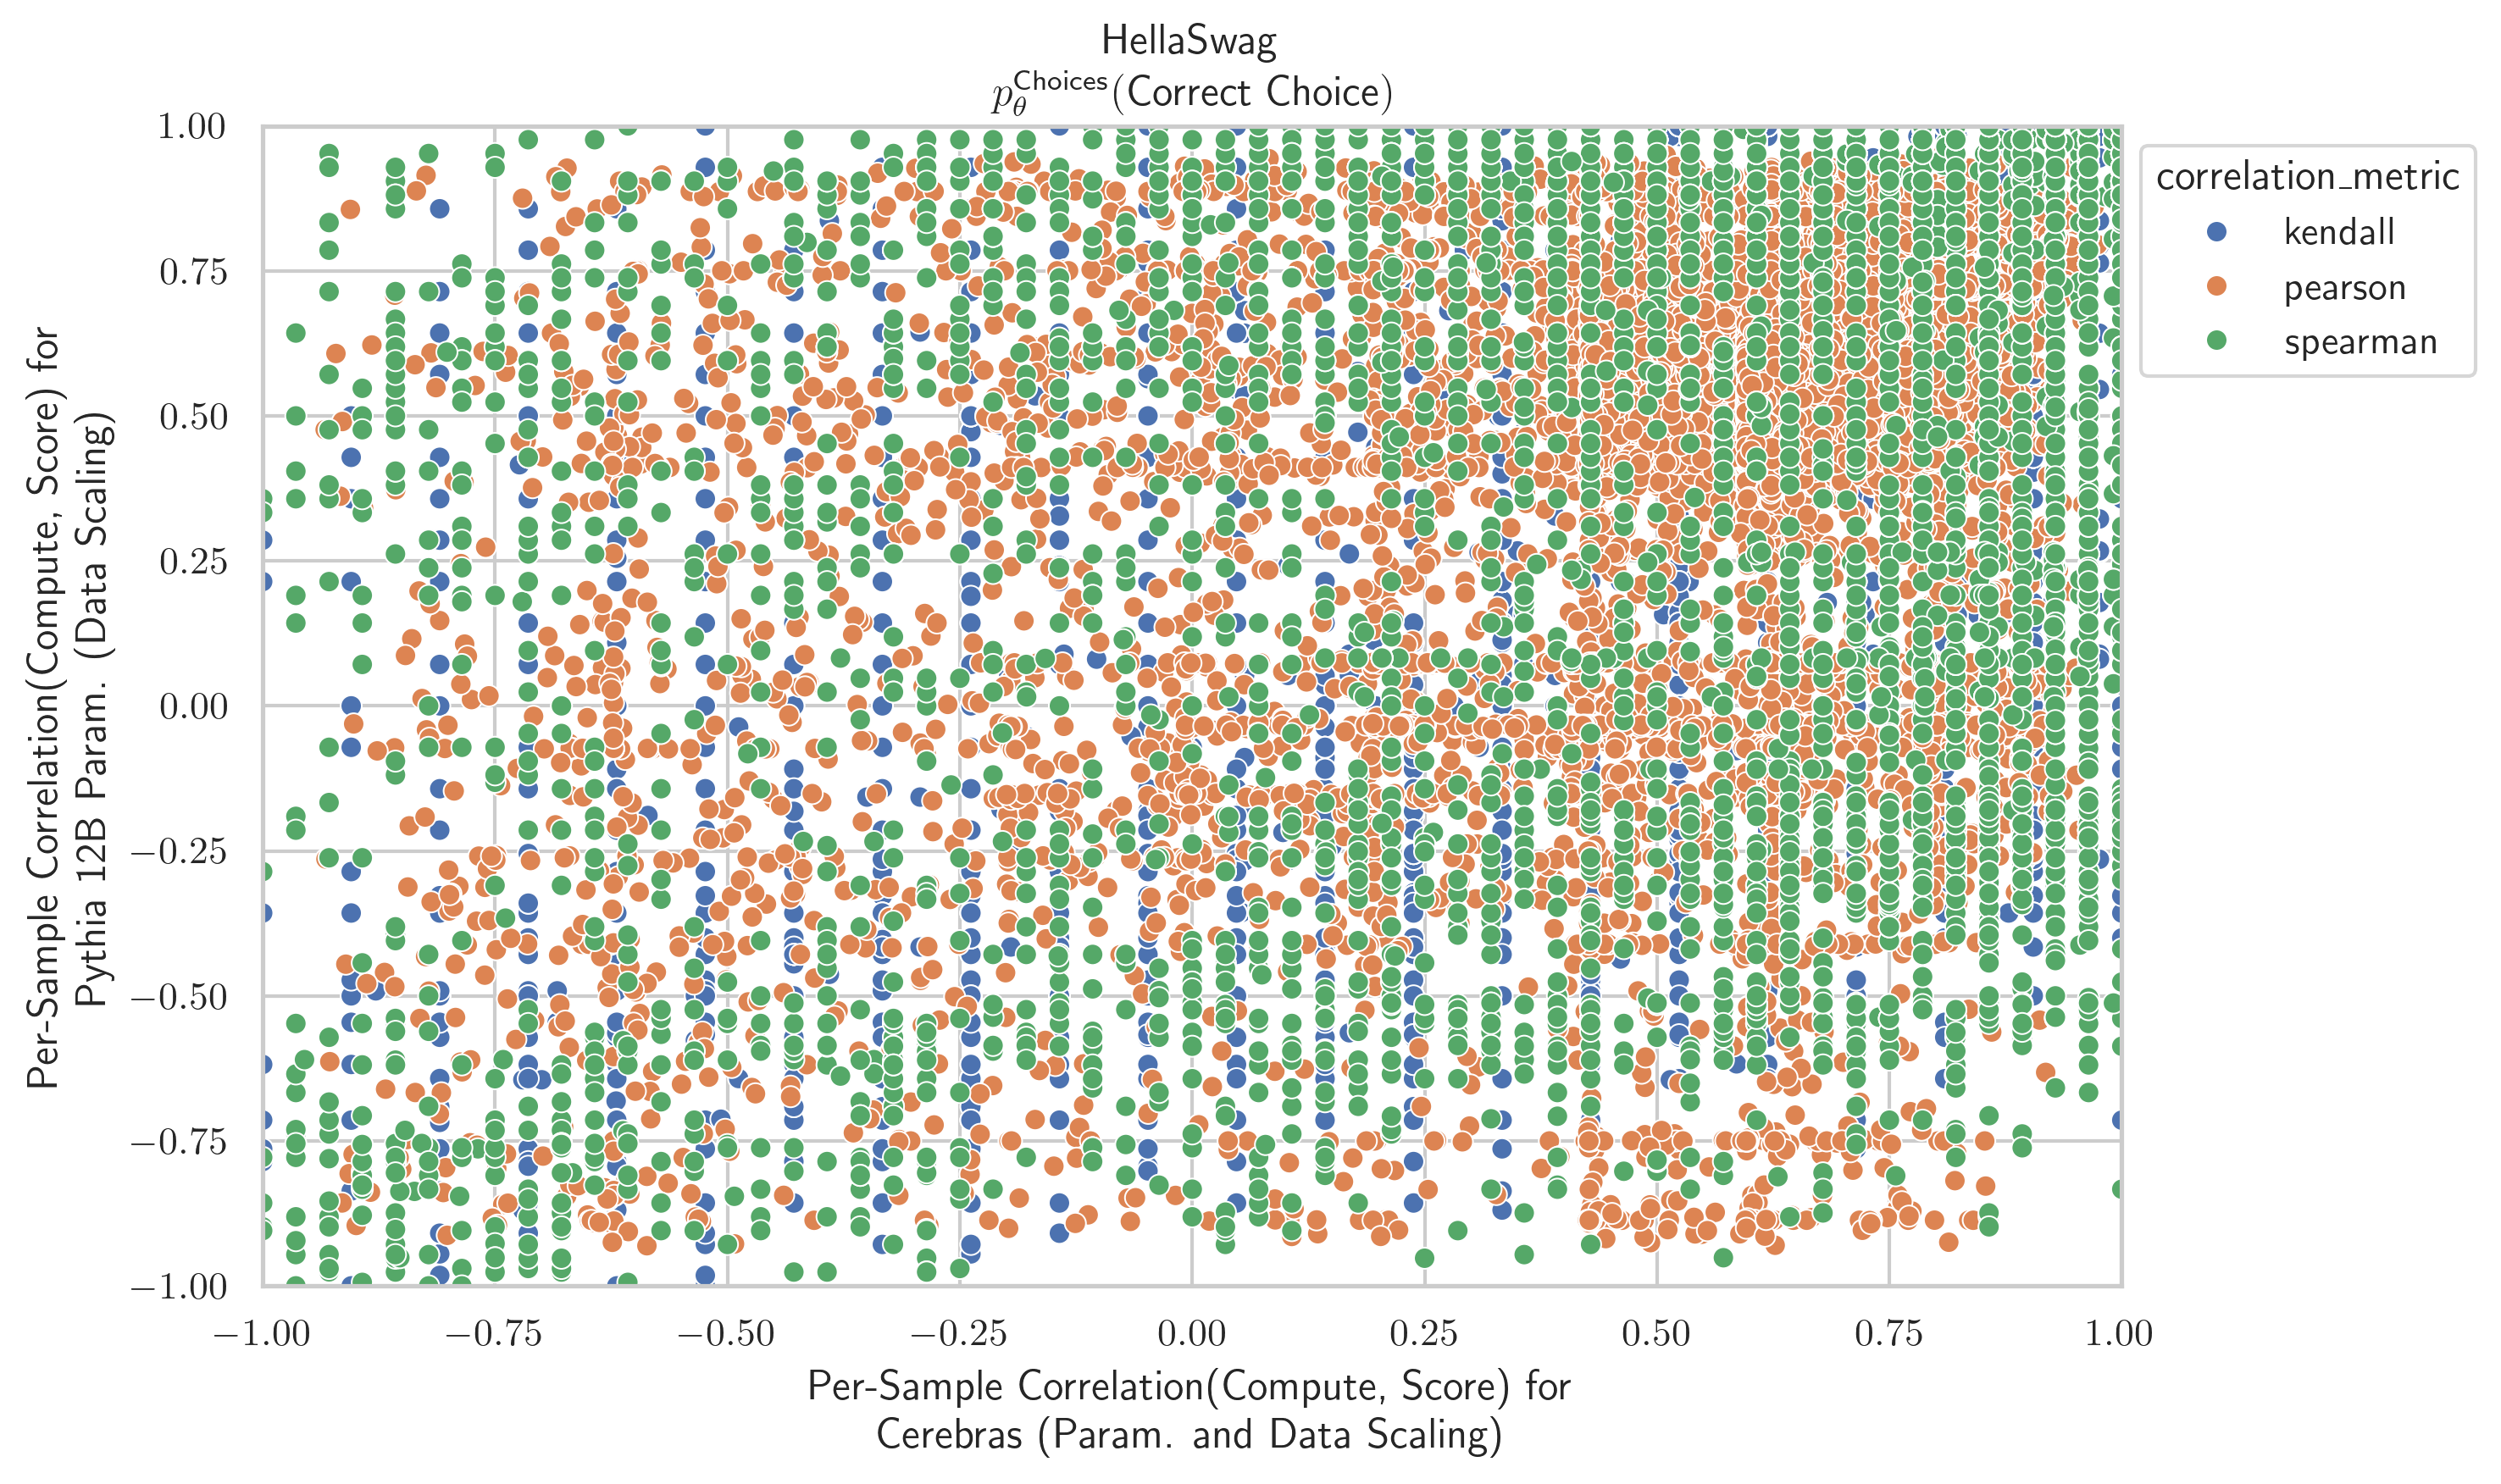 HellaSwag
p_θ^Choices(Correct Choice)
1.00
0.75
0.50
0.25
0.00
−0.25
−0.50
−0.75
−1.00
Per-Sample Correlation(Compute, Score) for
Pythia 12B Param. (Data Scaling)
−1.00 −0.75 −0.50 −0.25 0.00 0.25 0.50 0.75 1.00
Per-Sample Correlation(Compute, Score) for
Cerebras (Param. and Data Scaling)
correlation_metric
kendall
pearson
spearman